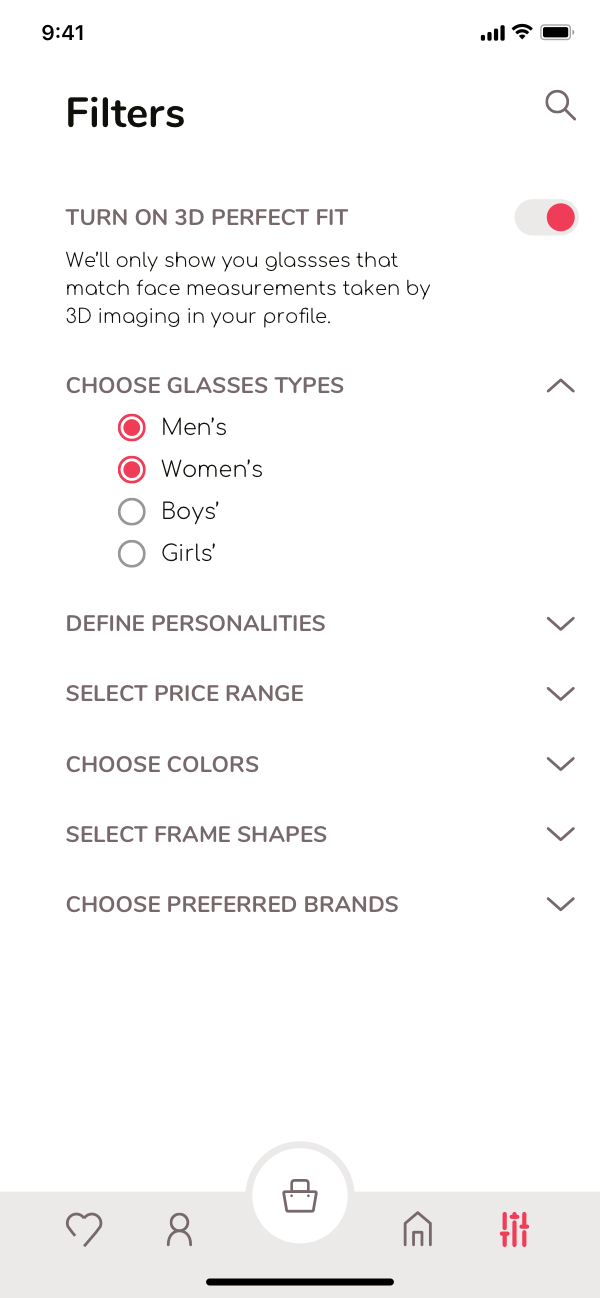 9:41
Filters
TURN ON 3D PERFECT FIT
We’ll only show you glassses that
match face measurements taken by
3D imaging in your profile.
CHOOSE GLASSES TYPES
Men’s
Women’s
Boys’
Girls’
DEFINE PERSONALITIES
SELECT PRICE RANGE
CHOOSE COLORS
SELECT FRAME SHAPES
CHOOSE PREFERRED BRANDS